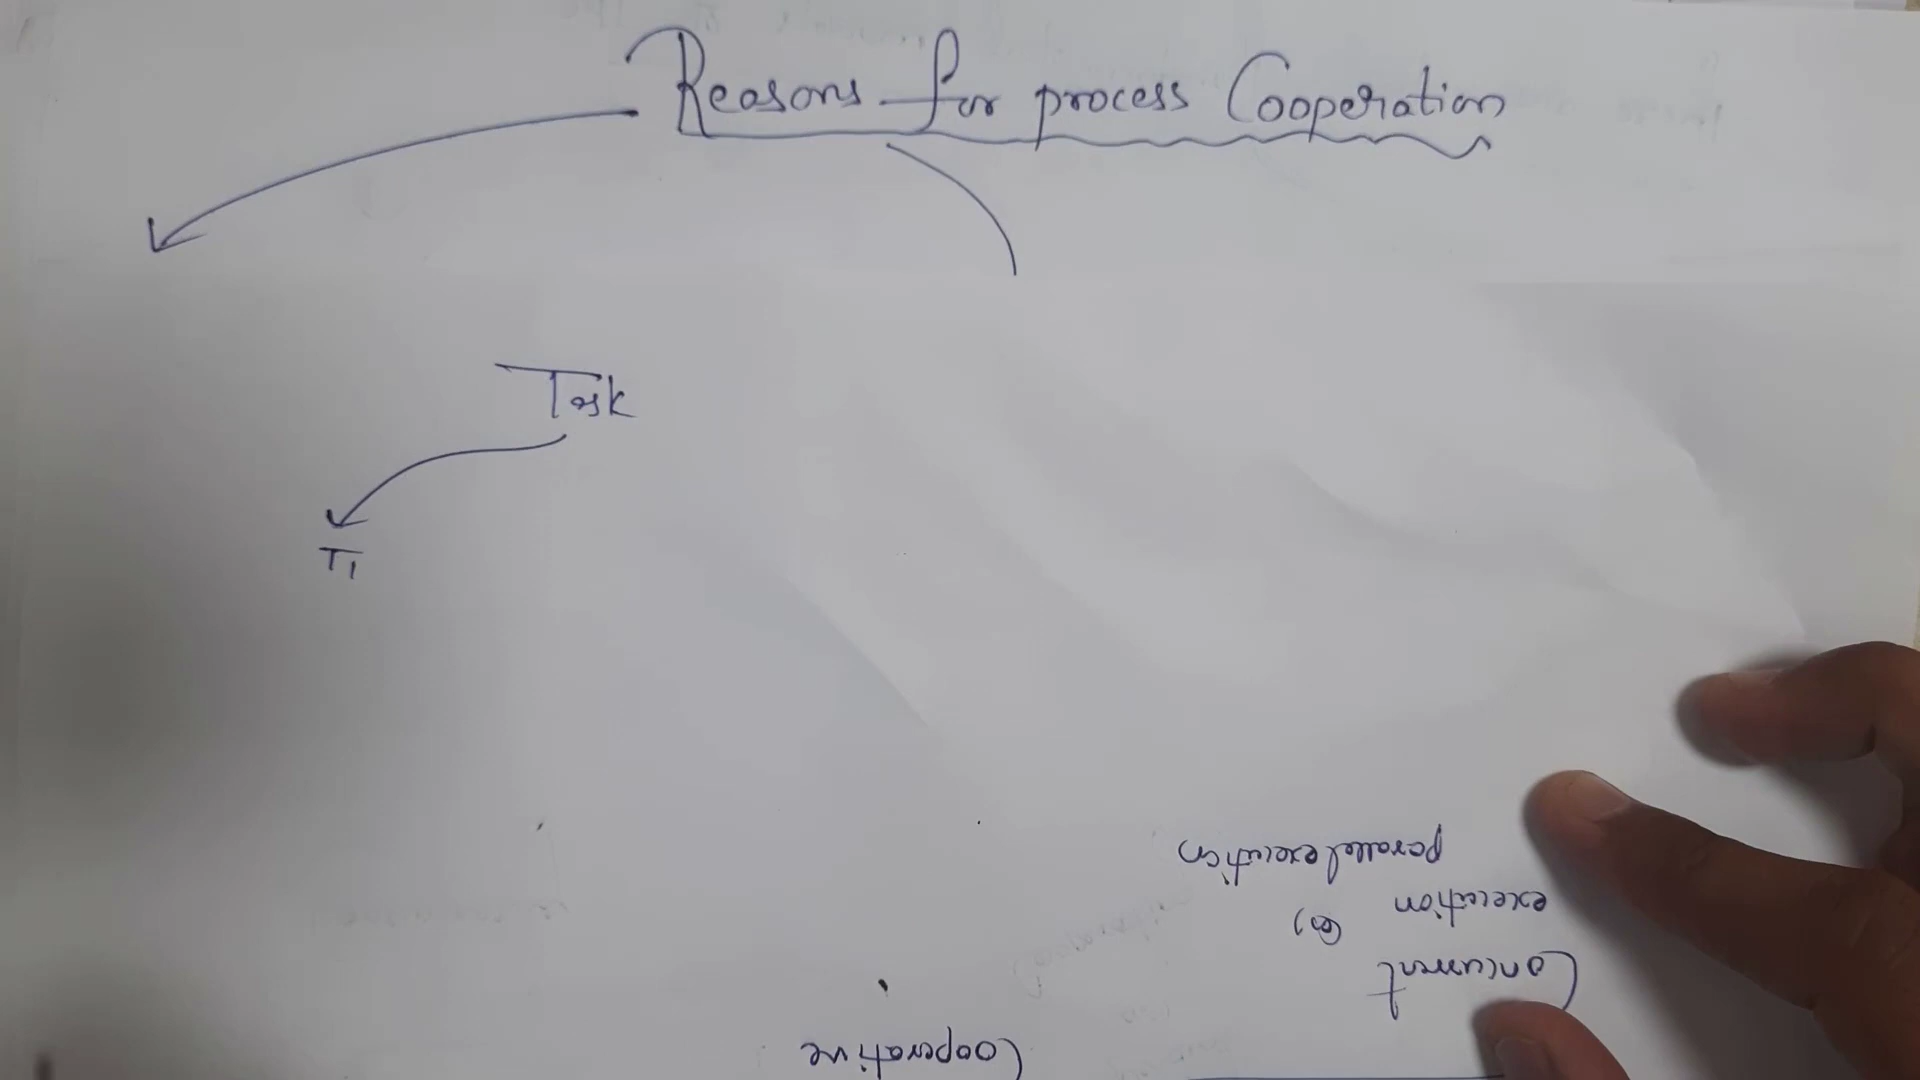 Reasons for process Cooperation
Task
T1
Cooperative
Concurrent
execution
(or)
parallel execution